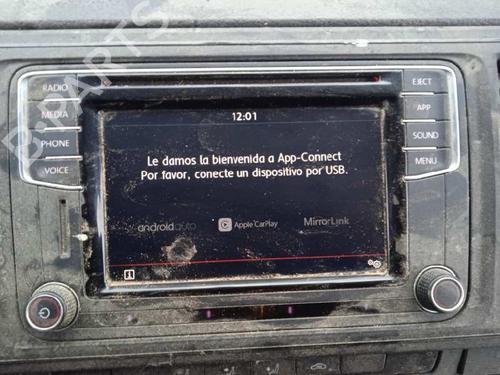 RADIO
EJECT
MEDIA
APP
PHONE
SOUND
VOICE
MENU
12:01
Le damos la bienvenida a App-Connect
Por favor, conecte un dispositivo por USB.
androidauto
Apple CarPlay
MirrorLink